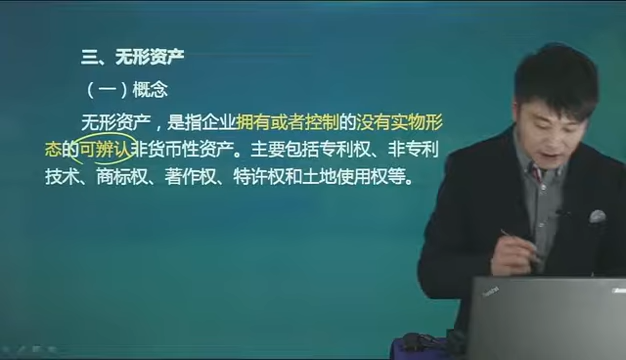 三、无形资产
（一）概念
无形资产，是指企业拥有或者控制的没有实物形
态的可辨认非货币性资产。主要包括专利权、非专利
技术、商标权、著作权、特许权和土地使用权等。
ThinkPad